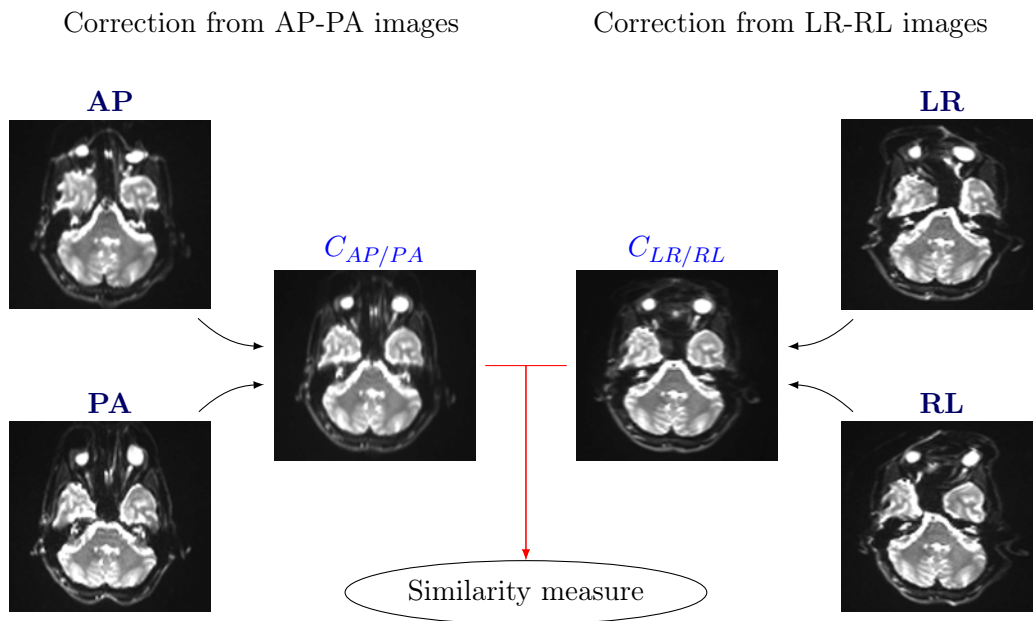 Correction from AP-PA images
Correction from LR-RL images
AP
LR
C_{AP/PA}
C_{LR/RL}
PA
RL
Similarity measure